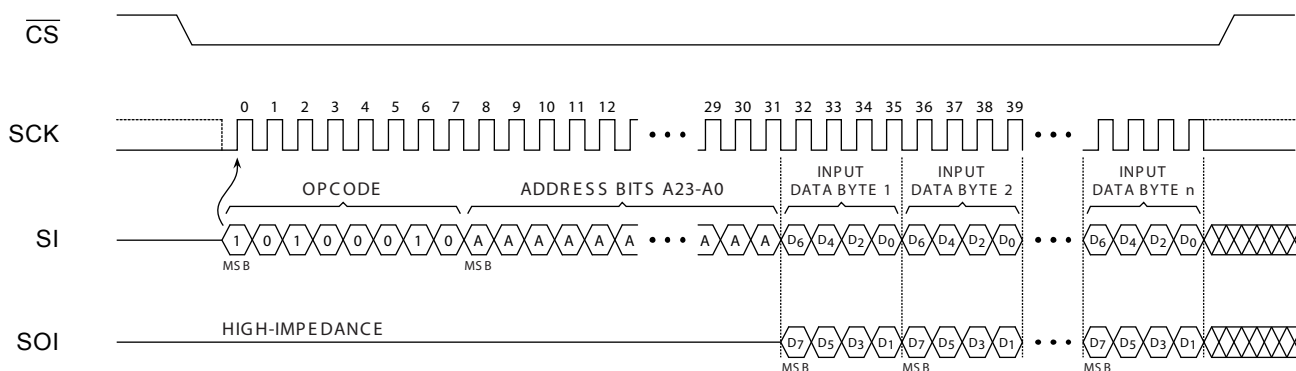 CS
SCK
0 1 2 3 4 5 6 7 8 9 10 11 12 29 30 31 32 33 34 35 36 37 38 39
OPCODE
ADDRESS BITS A23-A0
INPUT
DATA BYTE 1
INPUT
DATA BYTE 2
INPUT
DATA BYTE n
SI
1 0 1 0 0 0 1 0 A A A A A A A A A D6 D4 D2 D0 D6 D4 D2 D0 D6 D4 D2 D0
MSB MSB
HIGH-IMPEDANCE
SOI
D7 D5 D3 D1 D7 D5 D3 D1 D7 D5 D3 D1
MSB MSB MSB